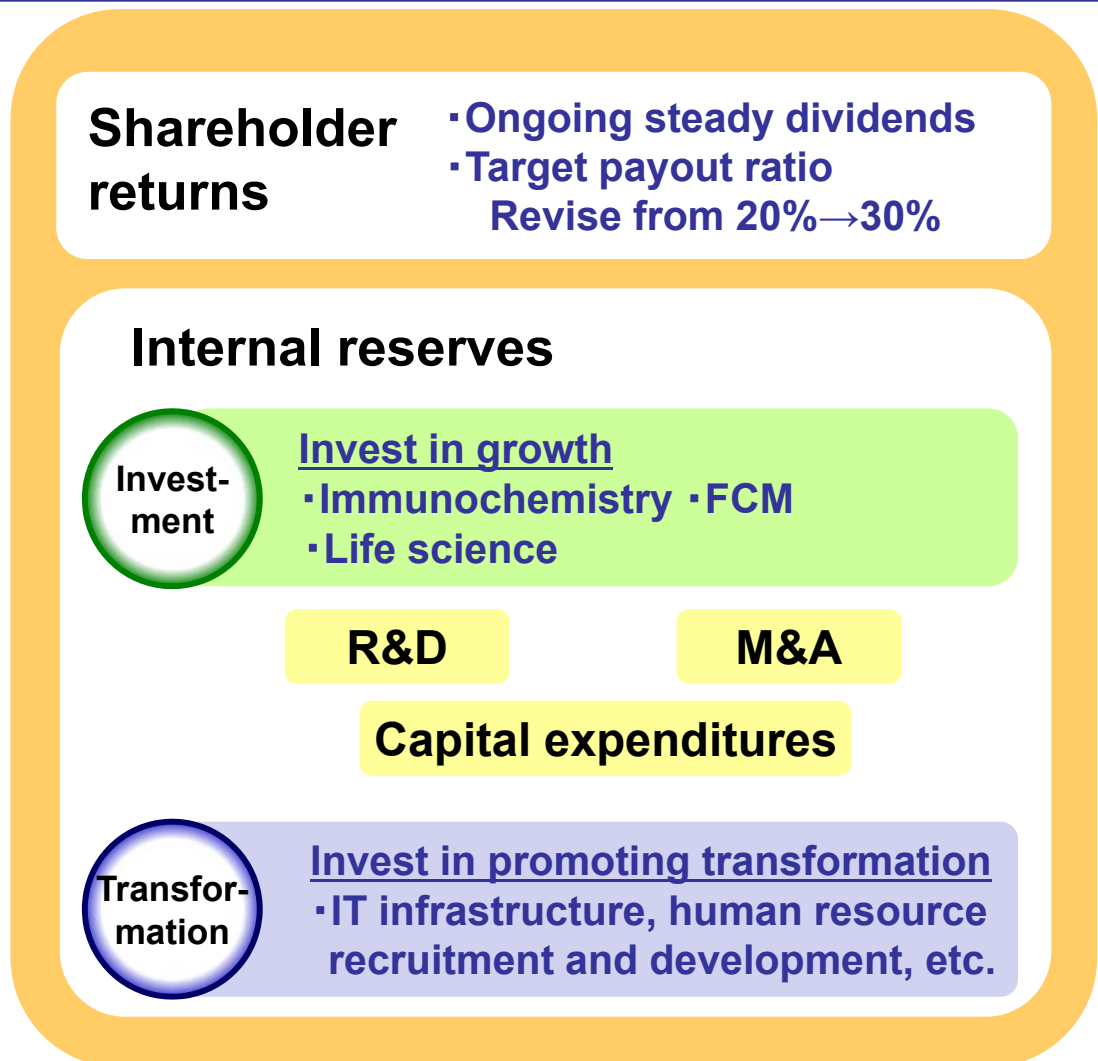 Shareholder
returns
・Ongoing steady dividends
・Target payout ratio
Revise from 20%→30%
Internal reserves
Invest-
ment
Invest in growth
・Immunochemistry ・FCM
・Life science
R&D
M&A
Capital expenditures
Transfor-
mation
Invest in promoting transformation
・IT infrastructure, human resource
recruitment and development, etc.